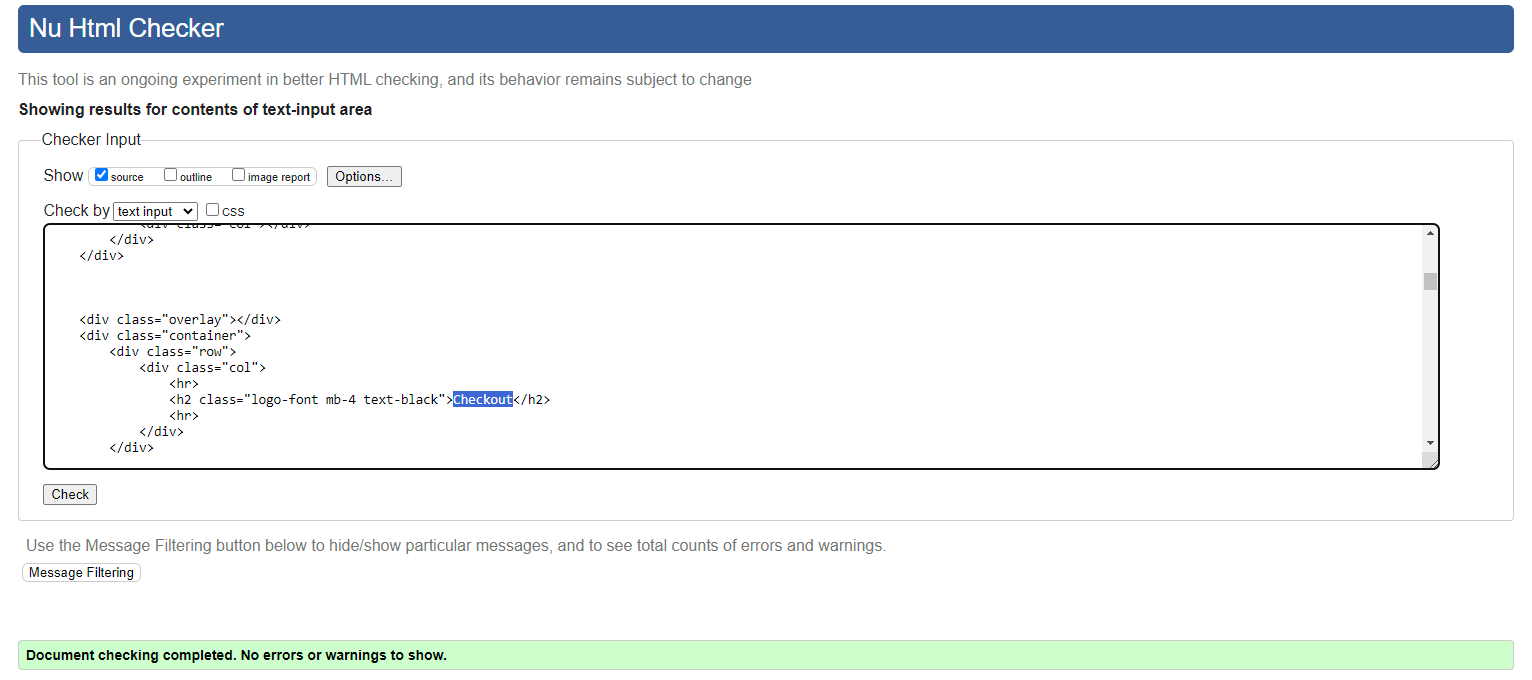 Nu Html Checker
This tool is an ongoing experiment in better HTML checking, and its behavior remains subject to change
Showing results for contents of text-input area
Checker Input
Show source outline image report Options...
Check by text input css
<div class="col"></div>
</div>
</div>
<div class="overlay"></div>
<div class="container">
<div class="row">
<div class="col">
<hr>
<h2 class="logo-font mb-4 text-black">Checkout</h2>
<hr>
</div>
</div>
Check
Use the Message Filtering button below to hide/show particular messages, and to see total counts of errors and warnings.
Message Filtering
Document checking completed. No errors or warnings to show.